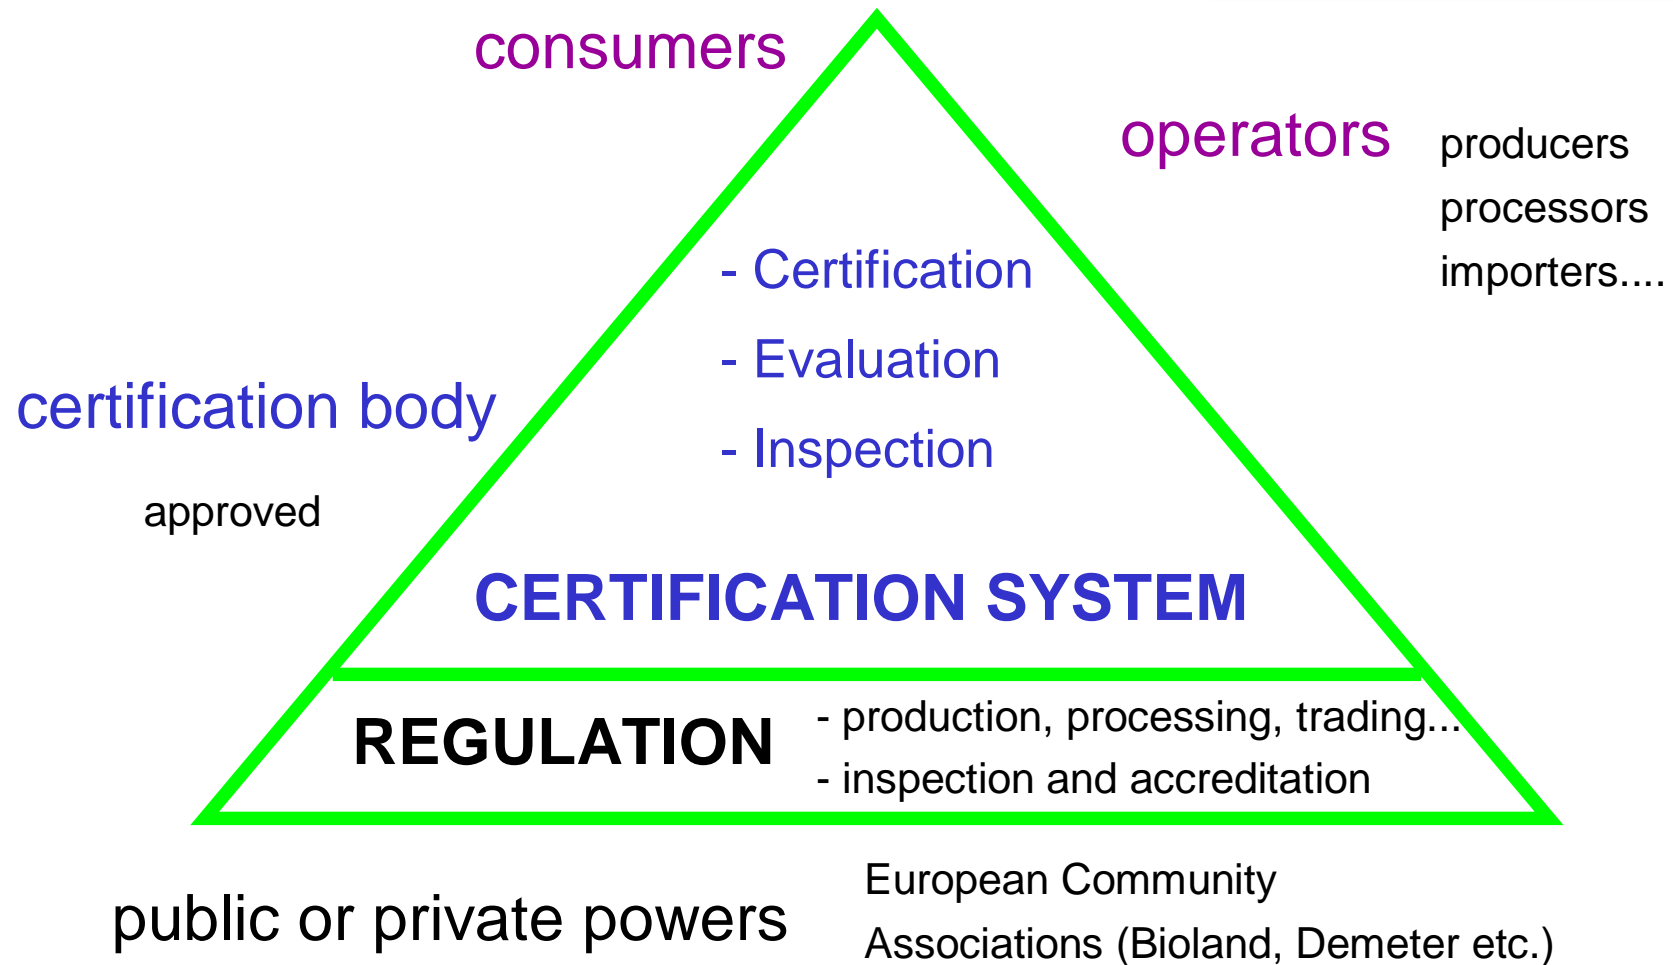 consumers
operators
producers
processors
importers....
- Certification
- Evaluation
- Inspection
certification body
approved
CERTIFICATION SYSTEM
REGULATION
- production, processing, trading...
- inspection and accreditation
public or private powers
European Community
Associations (Bioland, Demeter etc.)